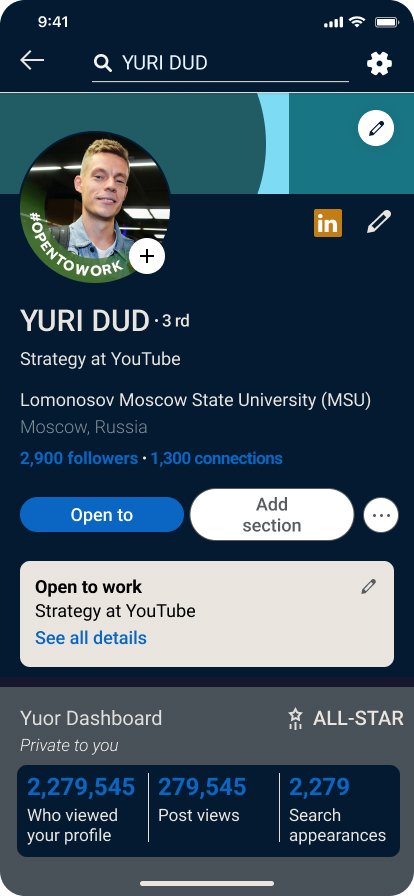 9:41
YURI DUD
#OPENTOWORK
in
YURI DUD · 3 rd
Strategy at YouTube
Lomonosov Moscow State University (MSU)
Moscow, Russia
2,900 followers · 1,300 connections
Open to
Add
section
Open to work
Strategy at YouTube
See all details
Yuor Dashboard
ALL-STAR
Private to you
2,279,545
Who viewed
your profile
279,545
Post views
2,279
Search
appearances